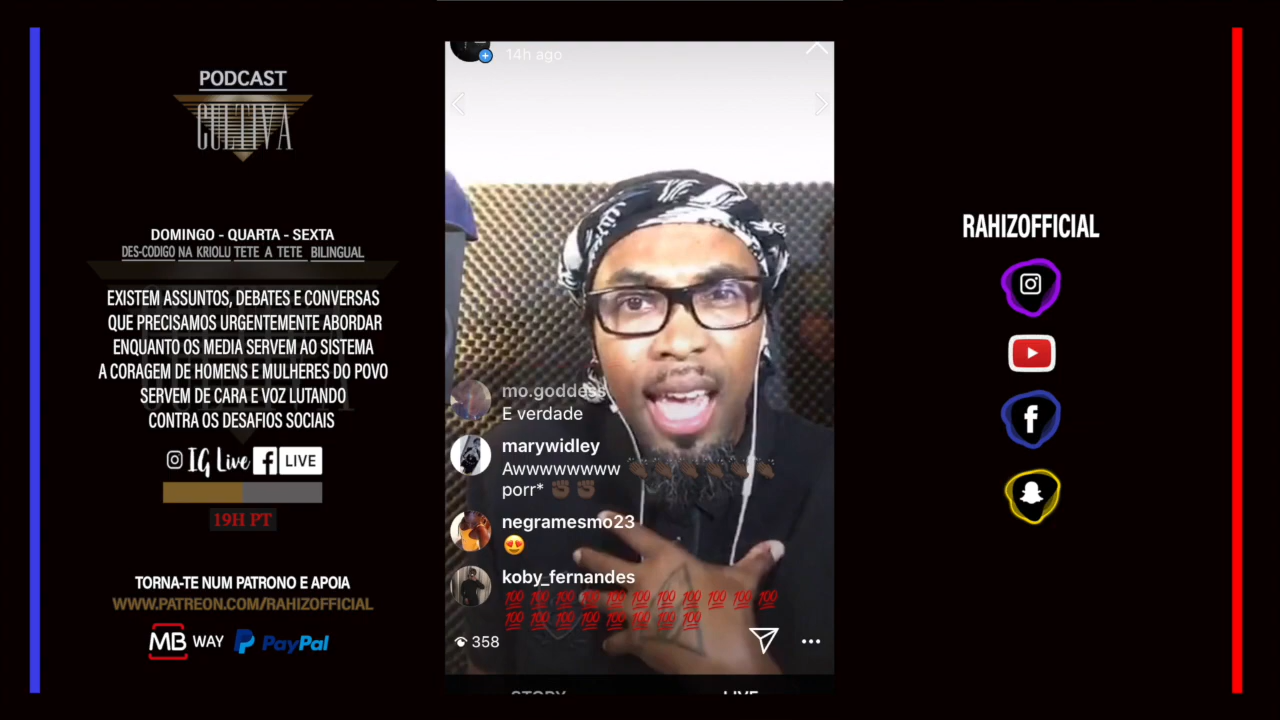 PODCAST
CULTIVA
DOMINGO - QUARTA - SEXTA
DES-CODIGO NA KRIOLU TETE A TETE BILINGUAL
EXISTEM ASSUNTOS, DEBATES E CONVERSAS
QUE PRECISAMOS URGENTEMENTE ABORDAR
ENQUANTO OS MEDIA SERVEM AO SISTEMA
A CORAGEM DE HOMENS E MULHERES DO POVO
SERVEM DE CARA E VOZ LUTANDO
CONTRA OS DESAFIOS SOCIAIS
IG Live f LIVE
19H PT
TORNA-TE NUM PATRONO E APOIA
WWW.PATREON.COM/RAHIZOFFICIAL
MB WAY PayPal
14h ago
mo.goddess
E verdade
marywidley
Awwwwwwww 👏🏾👏🏾👏🏾👏🏾👏🏾👏🏾
porr* ✊🏾✊🏾
negramesmo23
😍
koby_fernandes
💯💯💯💯💯💯💯💯💯💯💯
💯💯💯💯💯💯💯💯
358
STORY LIVE
RAHIZOFFICIAL